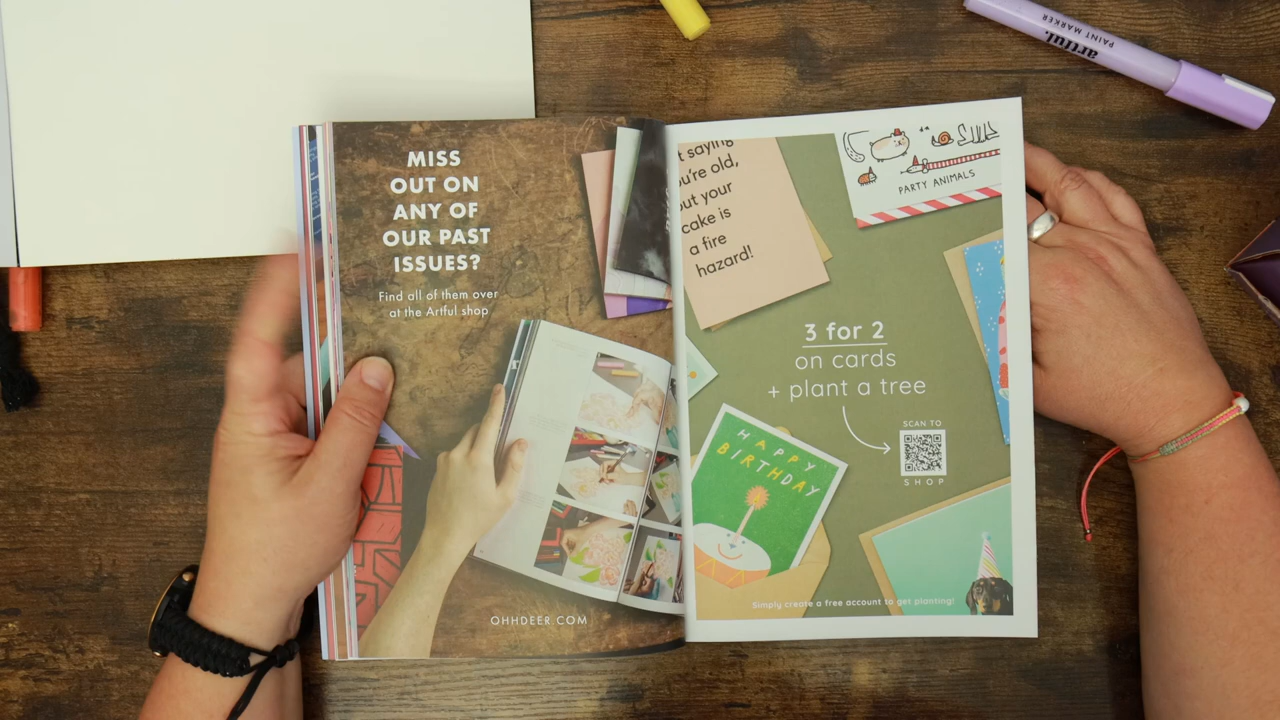 artful.
PAINT MARKER
MISS
OUT ON
ANY OF
OUR PAST
ISSUES?
Find all of them over
at the Artful shop
OHHDEER.COM
saying
you're old,
but your
cake is
a fire
hazard!
PARTY ANIMALS
3 for 2
on cards
+ plant a tree
SCAN TO
SHOP
HAPPY
BIRTHDAY
Simply create a free account to get planting!